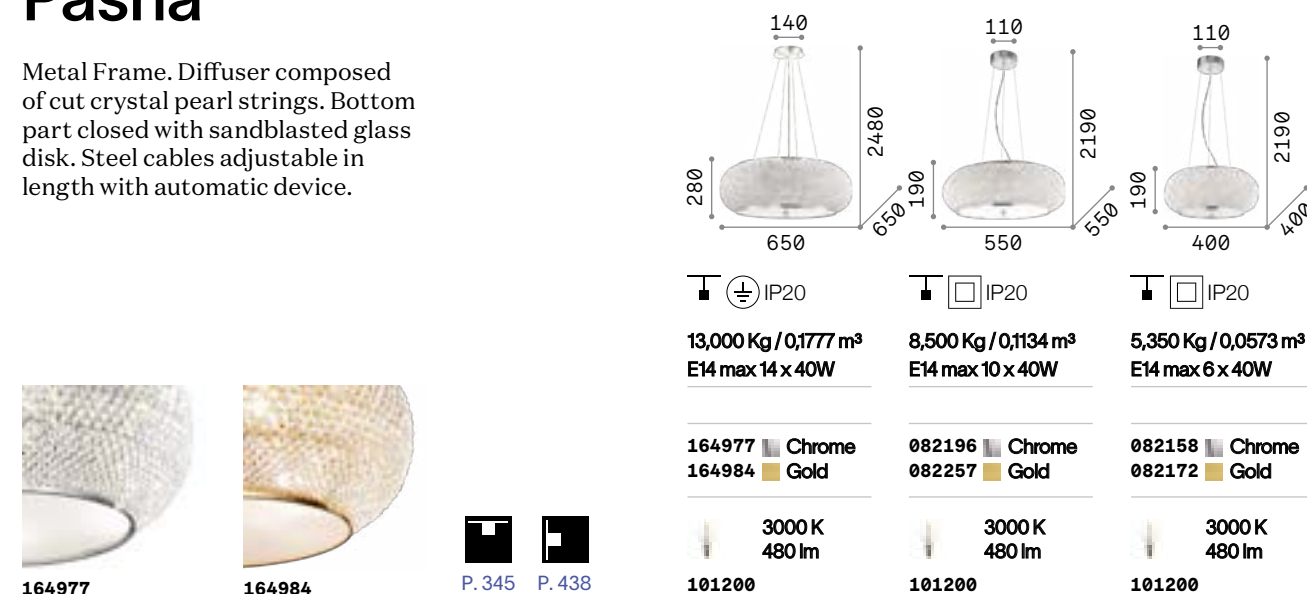 Pasha
Metal Frame. Diffuser composed
of cut crystal pearl strings. Bottom
part closed with sandblasted glass
disk. Steel cables adjustable in
length with automatic device.
164977
164984
P. 345
P. 438
140
2480
280
650
650
IP20
13,000 Kg / 0,1777 m³
E14 max 14 x 40W
164977 Chrome
164984 Gold
3000 K
480 lm
101200
110
2190
190
550
550
IP20
8,500 Kg / 0,1134 m³
E14 max 10 x 40W
082196 Chrome
082257 Gold
3000 K
480 lm
101200
110
2190
190
400
400
IP20
5,350 Kg / 0,0573 m³
E14 max 6 x 40W
082158 Chrome
082172 Gold
3000 K
480 lm
101200